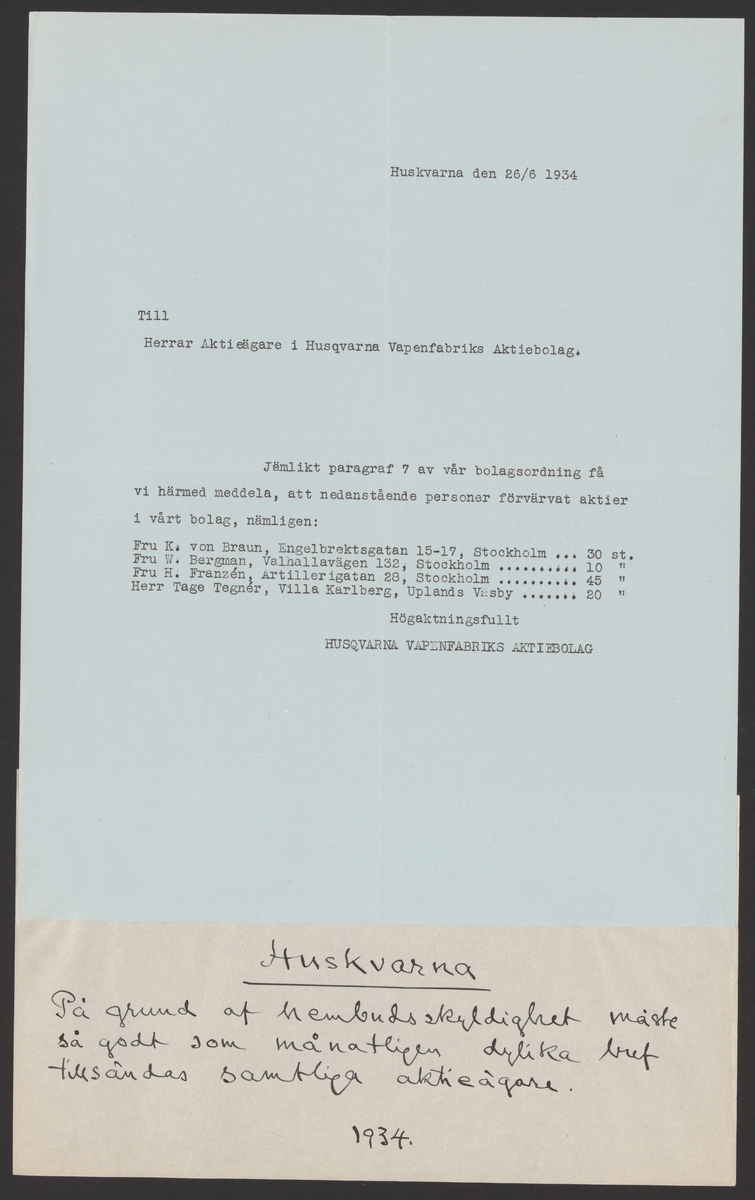 Huskvarna den 26/6 1934
Till
Herrar Aktieägare i Husqvarna Vapenfabriks Aktiebolag.
Jämlikt paragraf 7 av vår bolagsordning få
vi härmed meddela, att nedanstående personer förvärvat aktier
i vårt bolag, nämligen:
Fru K. von Braun, Engelbrektsgatan 15-17, Stockholm ... 30 st.
Fru W. Bergman, Valhallavägen 132, Stockholm .......... 10 "
Fru H. Franzén, Artillerigatan 28, Stockholm .......... 45 "
Herr Tage Tegnér, Villa Karlberg, Uplands Väsby ....... 20 "
Högaktningsfullt
HUSQVARNA VAPENFABRIKS AKTIEBOLAG
Huskvarna
På grund af hembudsskyldighet måste
så godt som månatligen dylika bref
tillsändas samtliga aktieägare.
1934.